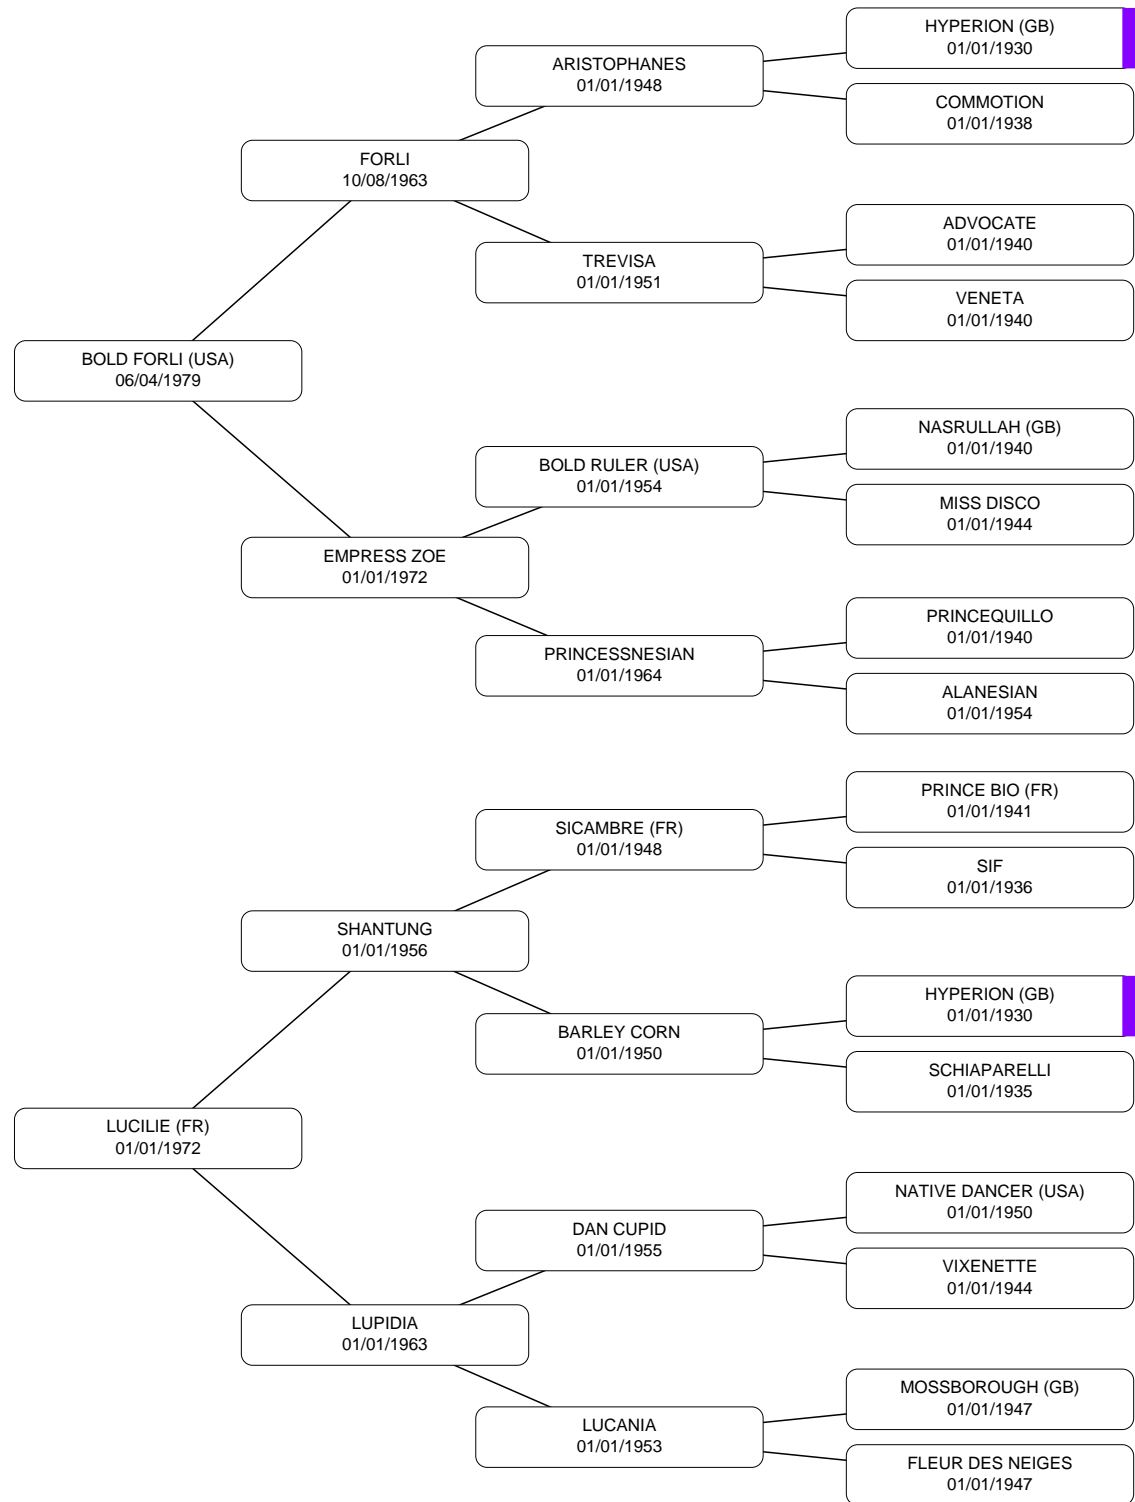 HYPERION (GB)
01/01/1930
ARISTOPHANES
01/01/1948
COMMOTION
01/01/1938
FORLI
10/08/1963
ADVOCATE
01/01/1940
TREVISA
01/01/1951
VENETA
01/01/1940
BOLD FORLI (USA)
06/04/1979
NASRULLAH (GB)
01/01/1940
BOLD RULER (USA)
01/01/1954
MISS DISCO
01/01/1944
EMPRESS ZOE
01/01/1972
PRINCEQUILLO
01/01/1940
PRINCESSNESIAN
01/01/1964
ALANESIAN
01/01/1954
PRINCE BIO (FR)
01/01/1941
SICAMBRE (FR)
01/01/1948
SIF
01/01/1936
SHANTUNG
01/01/1956
HYPERION (GB)
01/01/1930
BARLEY CORN
01/01/1950
SCHIAPARELLI
01/01/1935
LUCILIE (FR)
01/01/1972
NATIVE DANCER (USA)
01/01/1950
DAN CUPID
01/01/1955
VIXENETTE
01/01/1944
LUPIDIA
01/01/1963
MOSSBOROUGH (GB)
01/01/1947
LUCANIA
01/01/1953
FLEUR DES NEIGES
01/01/1947